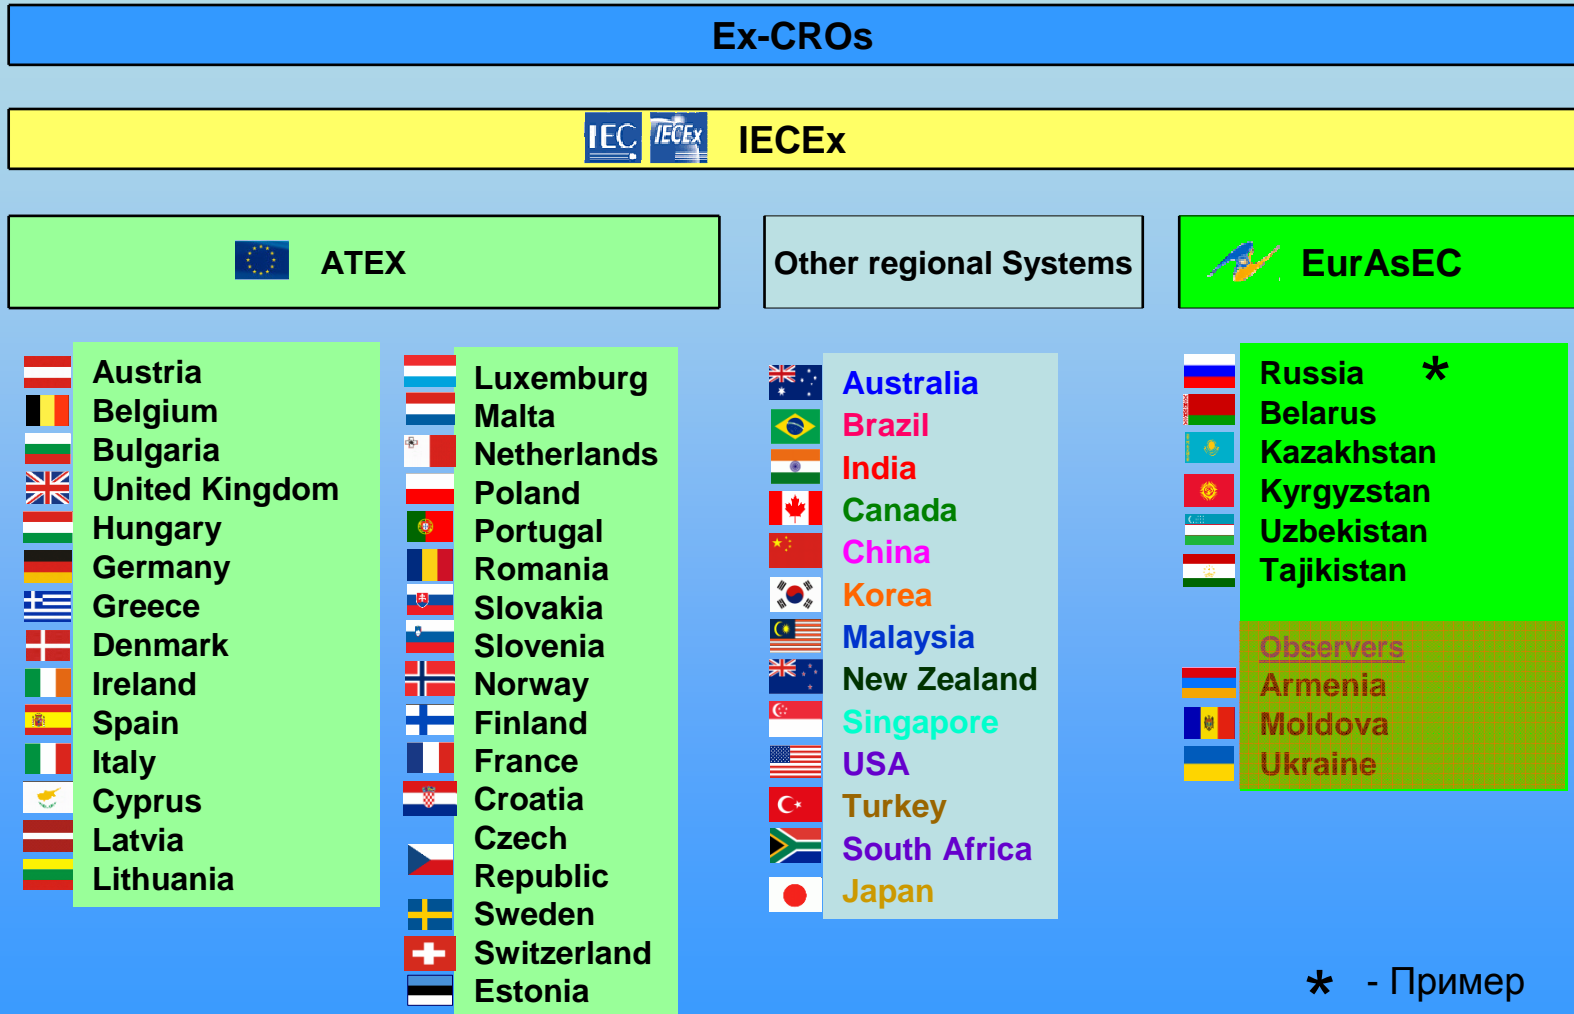 Ex-CROs
IEC IECEx IECEx
ATEX
Other regional Systems
EurAsEC
Austria
Belgium
Bulgaria
United Kingdom
Hungary
Germany
Greece
Denmark
Ireland
Spain
Italy
Cyprus
Latvia
Lithuania
Luxemburg
Malta
Netherlands
Poland
Portugal
Romania
Slovakia
Slovenia
Norway
Finland
France
Croatia
Czech
Republic
Sweden
Switzerland
Estonia
Australia
Brazil
India
Canada
China
Korea
Malaysia
New Zealand
Singapore
USA
Turkey
South Africa
Japan
Russia *
Belarus
Kazakhstan
Kyrgyzstan
Uzbekistan
Tajikistan
Observers
Armenia
Moldova
Ukraine
* - Пример